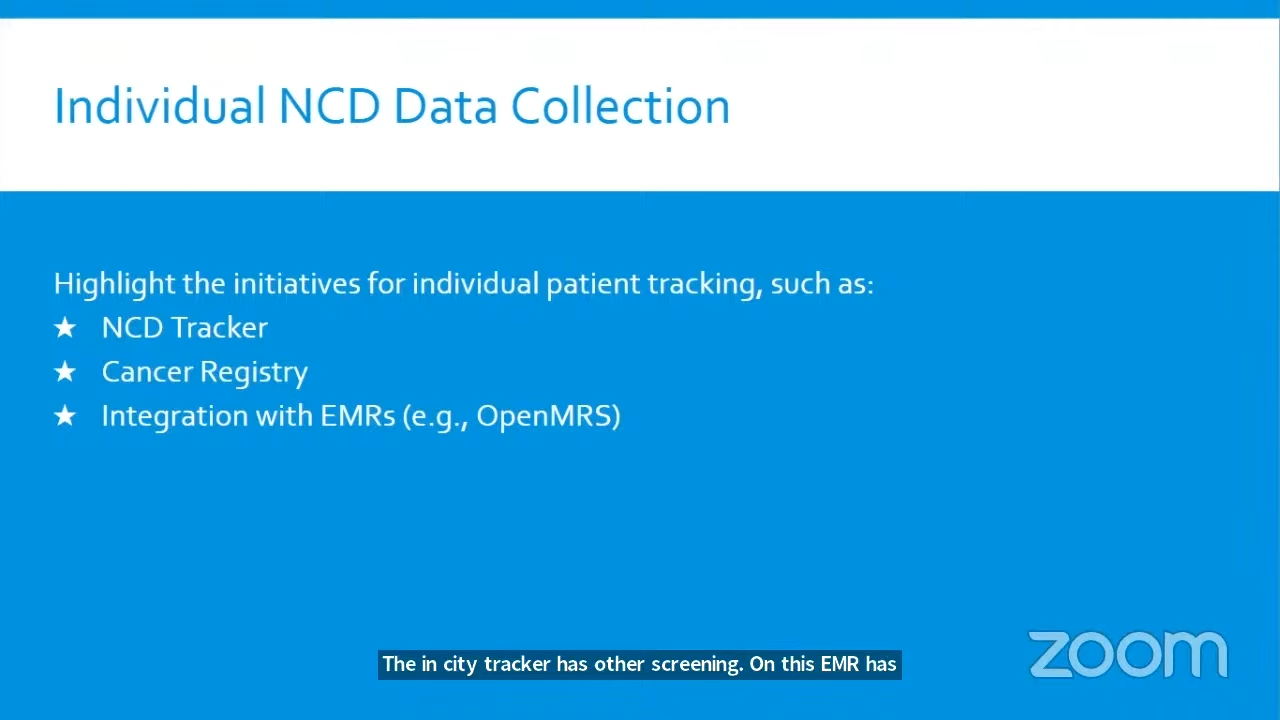 Individual NCD Data Collection
Highlight the initiatives for individual patient tracking, such as:
★ NCD Tracker
★ Cancer Registry
★ Integration with EMRs (e.g., OpenMRS)
The in city tracker has other screening. On this EMR has
zoom